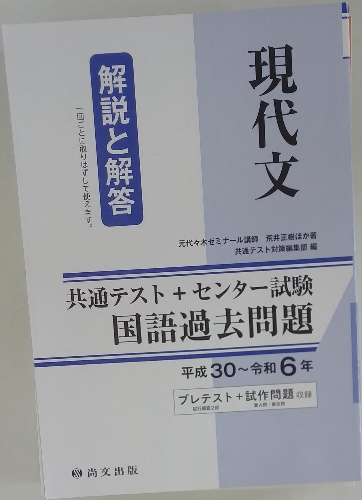 現代文
解説と解答
一回ごとに取りはずして使えます。
元代々木ゼミナール講師　荒井正樹ほか著
共通テスト対策編集部 編
共通テスト＋センター試験
国語過去問題
平成30～令和6年
プレテスト＋試作問題 収録
尚文出版